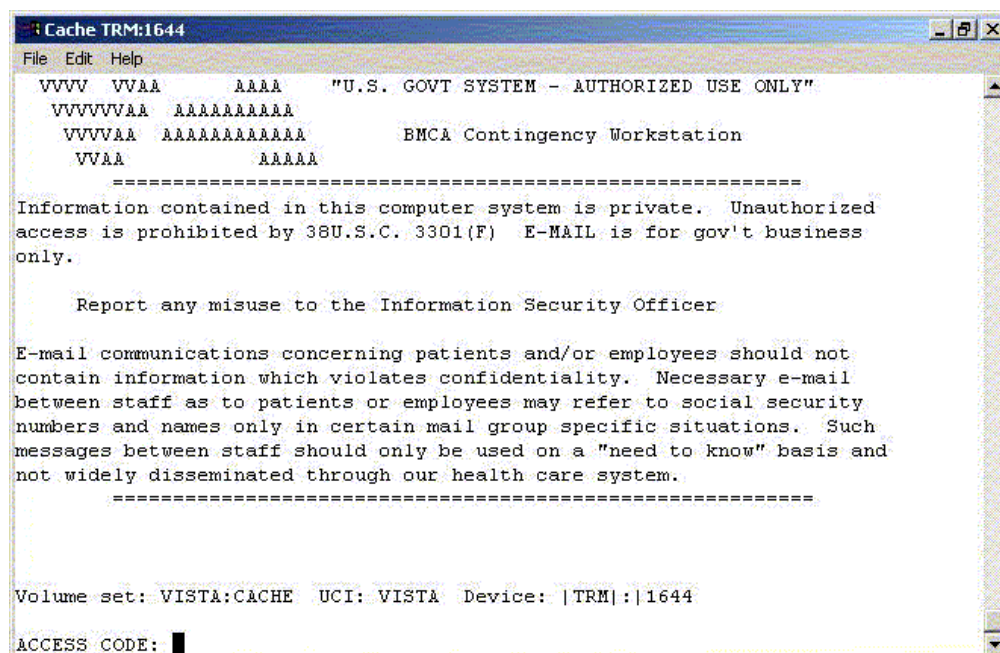 Cache TRM:1644
File Edit Help
VVVV VVAA AAAA "U.S. GOVT SYSTEM - AUTHORIZED USE ONLY"
VVVVVVAA AAAAAAAAAA
VVVVAA AAAAAAAAAAAA BMCA Contingency Workstation
VVAA AAAAA
=========================================================
Information contained in this computer system is private. Unauthorized
access is prohibited by 38U.S.C. 3301(F) E-MAIL is for gov't business
only.
Report any misuse to the Information Security Officer
E-mail communications concerning patients and/or employees should not
contain information which violates confidentiality. Necessary e-mail
between staff as to patients or employees may refer to social security
numbers and names only in certain mail group specific situations. Such
messages between staff should only be used on a "need to know" basis and
not widely disseminated through our health care system.
==========================================================
Volume set: VISTA:CACHE UCI: VISTA Device: |TRM|:|1644
ACCESS CODE: